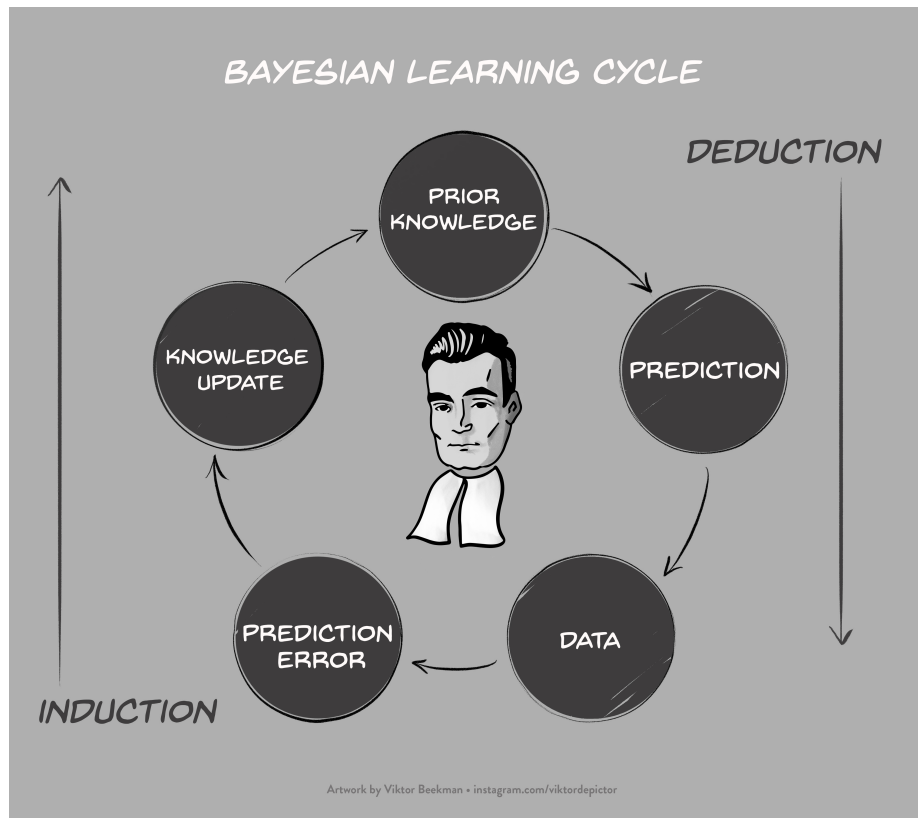 BAYESIAN LEARNING CYCLE
DEDUCTION
PRIOR
KNOWLEDGE
PREDICTION
DATA
PREDICTION
ERROR
KNOWLEDGE
UPDATE
INDUCTION
Artwork by Viktor Beekman • instagram.com/viktordepictor